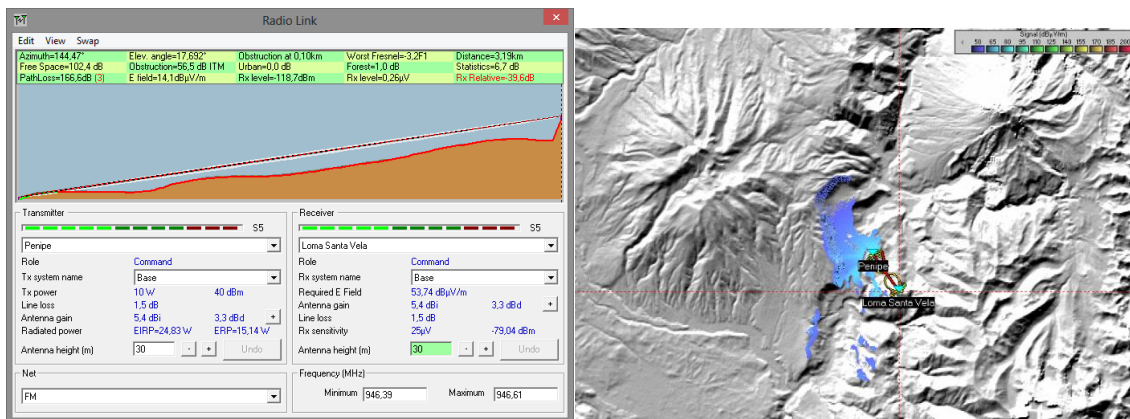 Radio Link
Edit View Swap
Azimuth=144,47° Elev. angle=17,692° Obstruction at 0,10km Worst Fresnel=-3,2F1 Distance=3,19km
Free Space=102,4 dB Obstruction=56,5 dB ITM Urban=0,0 dB Forest=1,0 dB Statistics=6,7 dB
PathLoss=166,6dB (3) E field=14,1dBµV/m Rx level=-118,7dBm Rx level=0,26µV Rx Relative=-39,6dB
Transmitter
S5
Penipe
Role Command
Tx system name Base
Tx power 10 W 40 dBm
Line loss 1,5 dB
Antenna gain 5,4 dBi 3,3 dBd +
Radiated power EIRP=24,83 W ERP=15,14 W
Antenna height (m) 30 - + Undo
Net
FM
Receiver
S5
Loma Santa Vela
Role Command
Rx system name Base
Required E Field 53,74 dBµV/m
Antenna gain 5,4 dBi 3,3 dBd +
Line loss 1,5 dB
Rx sensitivity 25µV -79,04 dBm
Antenna height (m) 30 - + Undo
Frequency (MHz)
Minimum 946,39 Maximum 946,61
Signal (dBµV/m)
Penipe
Loma Santa Vela